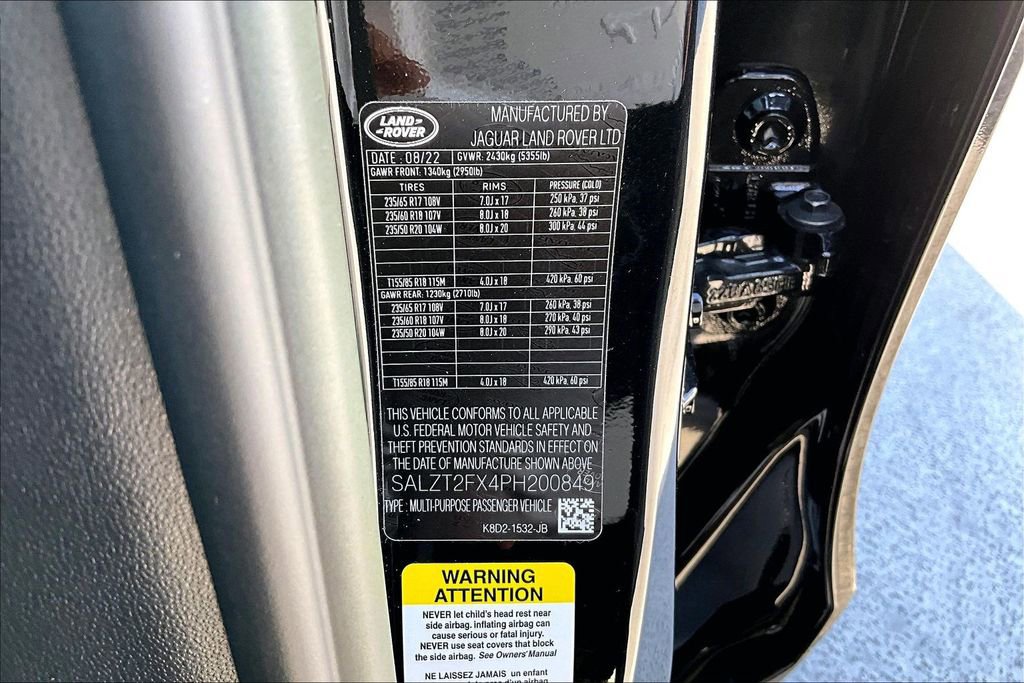 LAND ROVER
MANUFACTURED BY
JAGUAR LAND ROVER LTD
DATE : 08/22 GVWR: 2430kg (5355lb)
GAWR FRONT: 1340kg (2950lb)
TIRES RIMS PRESSURE (COLD)
235/65 R17 108V 7.0J x 17 250 kPa, 37 psi
235/60 R18 107V 8.0J x 18 260 kPa, 38 psi
235/50 R20 104W 8.0J x 20 300 kPa, 44 psi
T155/85 R18 115M 4.0J x 18 420 kPa, 60 psi
GAWR REAR: 1230kg (2710lb)
235/65 R17 108V 7.0J x 17 260 kPa, 38 psi
235/60 R18 107V 8.0J x 18 270 kPa, 40 psi
235/50 R20 104W 8.0J x 20 290 kPa, 43 psi
T155/85 R18 115M 4.0J x 18 420 kPa, 60 psi
THIS VEHICLE CONFORMS TO ALL APPLICABLE
U.S. FEDERAL MOTOR VEHICLE SAFETY AND
THEFT PREVENTION STANDARDS IN EFFECT ON
THE DATE OF MANUFACTURE SHOWN ABOVE
SALZT2FX4PH200849
TYPE : MULTI-PURPOSE PASSENGER VEHICLE
K8D2-1532-JB
WARNING
ATTENTION
NEVER let child's head rest near
side airbag. inflating airbag can
cause serious or fatal injury.
NEVER use seat covers that block
the side airbag. See Owners' Manual
NE LAISSEZ JAMAIS un enfant